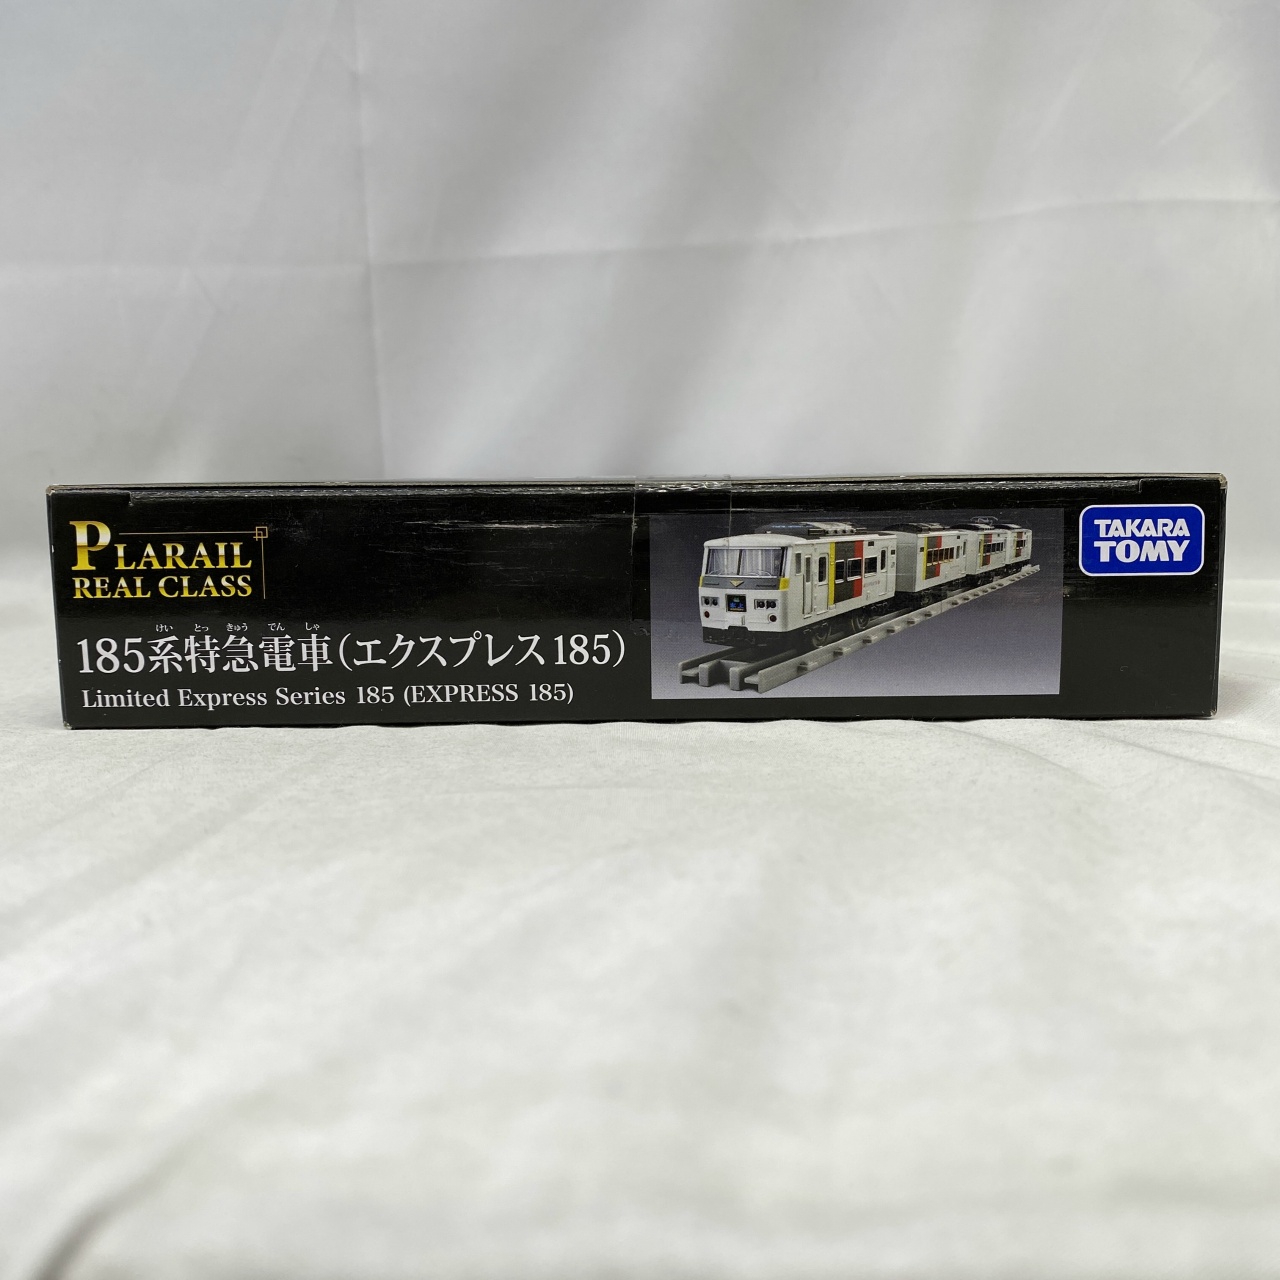 PLARAIL
REAL CLASS
けい とっ きゅう でん しゃ
185系特急電車(エクスプレス185)
Limited Express Series 185 (EXPRESS 185)
TAKARA
TOMY